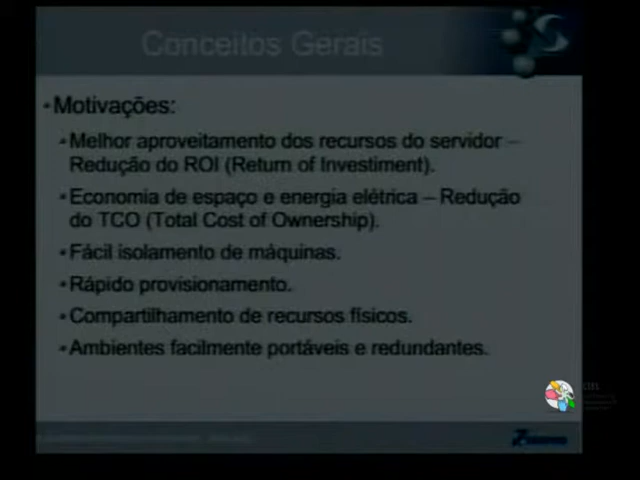 Conceitos Gerais
Motivações:
Melhor aproveitamento dos recursos do servidor –
Redução do ROI (Return of Investiment).
Economia de espaço e energia elétrica – Redução
do TCO (Total Cost of Ownership).
Fácil isolamento de máquinas.
Rápido provisionamento.
Compartilhamento de recursos físicos.
Ambientes facilmente portáveis e redundantes.